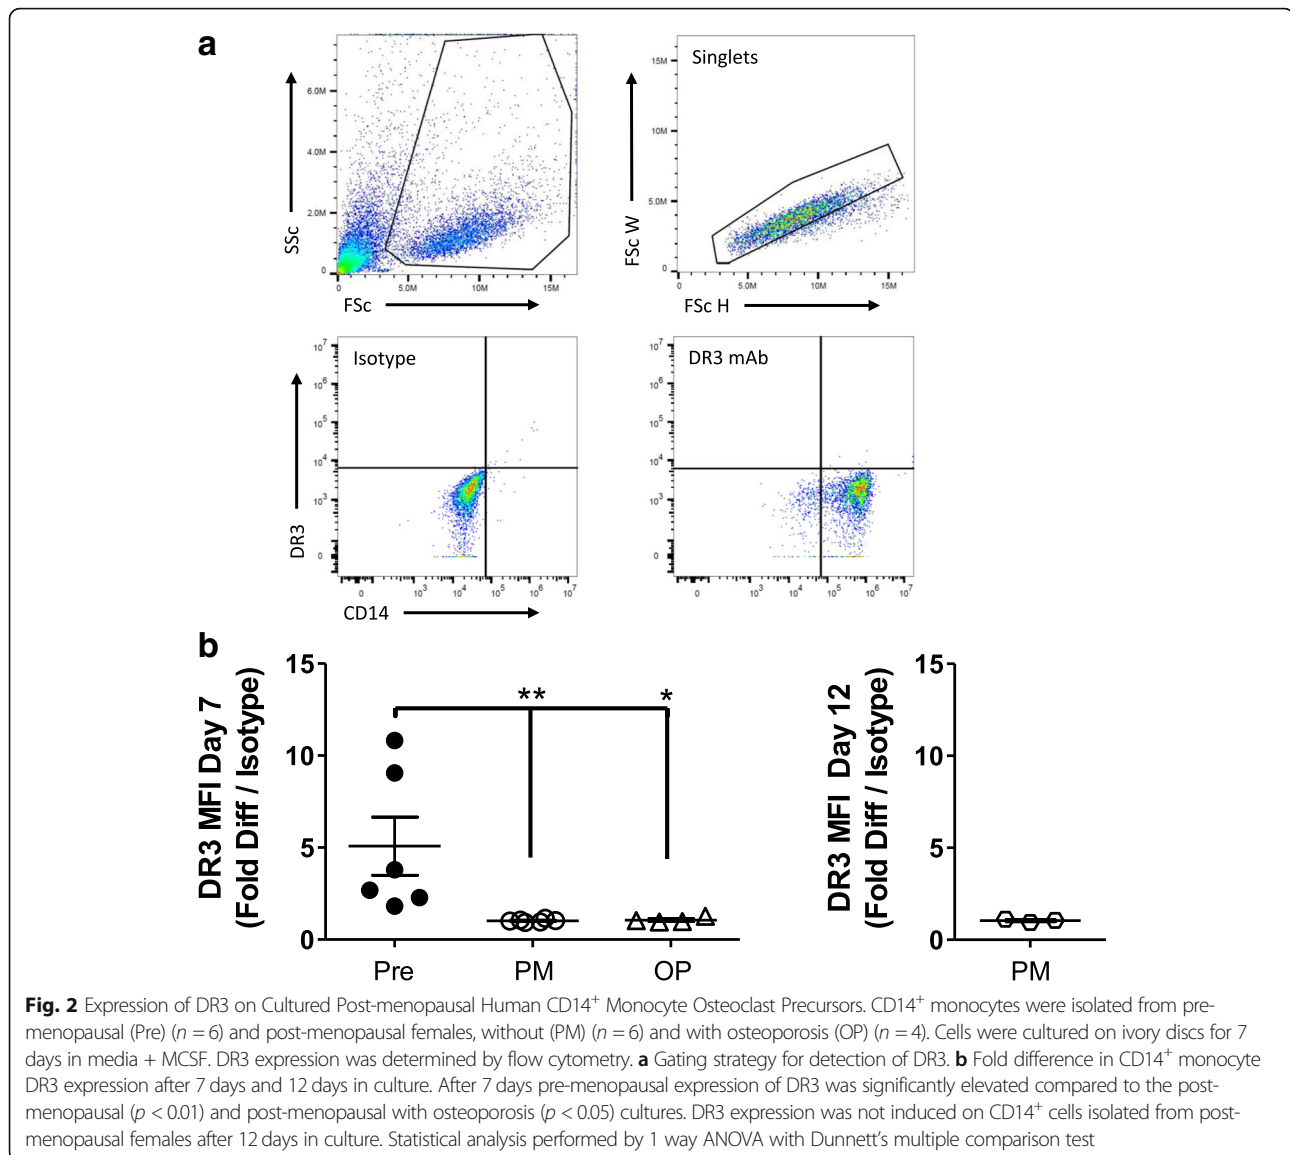 a
SSc
6.0M
4.0M
2.0M
0
0
5.0M
10M
15M
FSc
Singlets
FSc W
15M
10M
5.0M
0
0
5.0M
10M
15M
FSc H
Isotype
DR3
10⁷
10⁶
10⁵
10⁴
10³
0
0
10³
10⁴
10⁵
10⁶
10⁷
CD14
DR3 mAb
10⁷
10⁶
10⁵
10⁴
10³
0
0
10³
10⁴
10⁵
10⁶
10⁷
b
DR3 MFI Day 7
(Fold Diff / Isotype)
15
10
5
0
**
*
Pre
PM
OP
DR3 MFI Day 12
(Fold Diff / Isotype)
15
10
5
0
PM
Fig. 2 Expression of DR3 on Cultured Post-menopausal Human CD14⁺ Monocyte Osteoclast Precursors. CD14⁺ monocytes were isolated from pre-
menopausal (Pre) (n = 6) and post-menopausal females, without (PM) (n = 6) and with osteoporosis (OP) (n = 4). Cells were cultured on ivory discs for 7
days in media + MCSF. DR3 expression was determined by flow cytometry. a Gating strategy for detection of DR3. b Fold difference in CD14⁺ monocyte
DR3 expression after 7 days and 12 days in culture. After 7 days pre-menopausal expression of DR3 was significantly elevated compared to the post-
menopausal (p < 0.01) and post-menopausal with osteoporosis (p < 0.05) cultures. DR3 expression was not induced on CD14⁺ cells isolated from post-
menopausal females after 12 days in culture. Statistical analysis performed by 1 way ANOVA with Dunnett's multiple comparison test